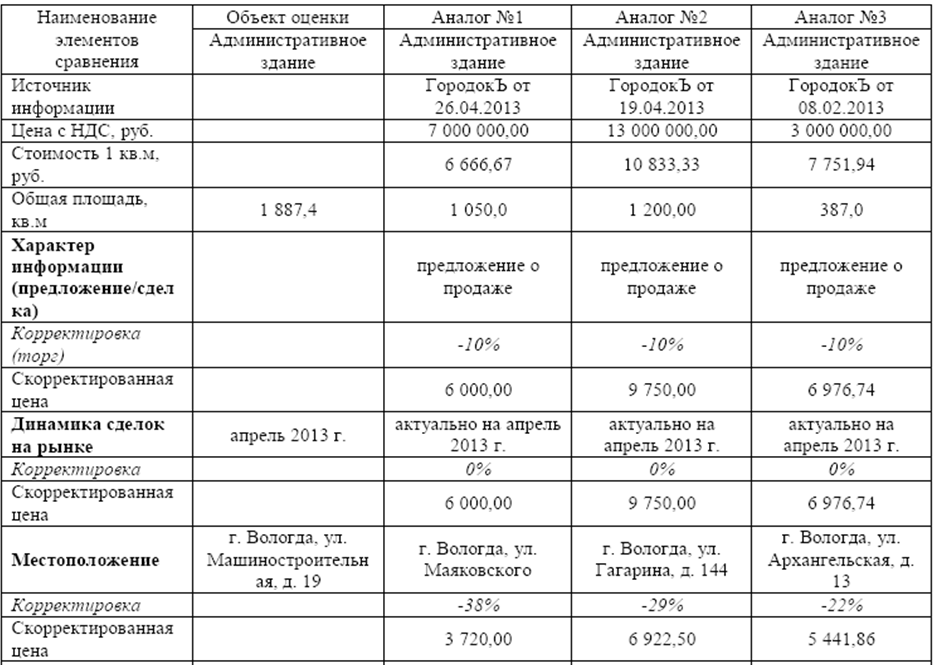 Наименование элементов сравнения | Объект оценки | Аналог №1 | Аналог №2 | Аналог №3
Административное здание | Административное здание | Административное здание | Административное здание
Источник информации | ГородокЪ от 26.04.2013 | ГородокЪ от 19.04.2013 | ГородокЪ от 08.02.2013
Цена с НДС, руб. | 7 000 000,00 | 13 000 000,00 | 3 000 000,00
Стоимость 1 кв.м, руб. | 6 666,67 | 10 833,33 | 7 751,94
Общая площадь, кв.м | 1 887,4 | 1 050,0 | 1 200,00 | 387,0
Характер информации (предложение/сделка) | предложение о продаже | предложение о продаже | предложение о продаже
Корректировка (торг) | -10% | -10% | -10%
Скорректированная цена | 6 000,00 | 9 750,00 | 6 976,74
Динамика сделок на рынке | апрель 2013 г. | актуально на апрель 2013 г. | актуально на апрель 2013 г. | актуально на апрель 2013 г.
Корректировка | 0% | 0% | 0%
Скорректированная цена | 6 000,00 | 9 750,00 | 6 976,74
Местоположение | г. Вологда, ул. Машиностроительная, д. 19 | г. Вологда, ул. Маяковского | г. Вологда, ул. Гагарина, д. 144 | г. Вологда, ул. Архангельская, д. 13
Корректировка | -38% | -29% | -22%
Скорректированная цена | 3 720,00 | 6 922,50 | 5 441,86